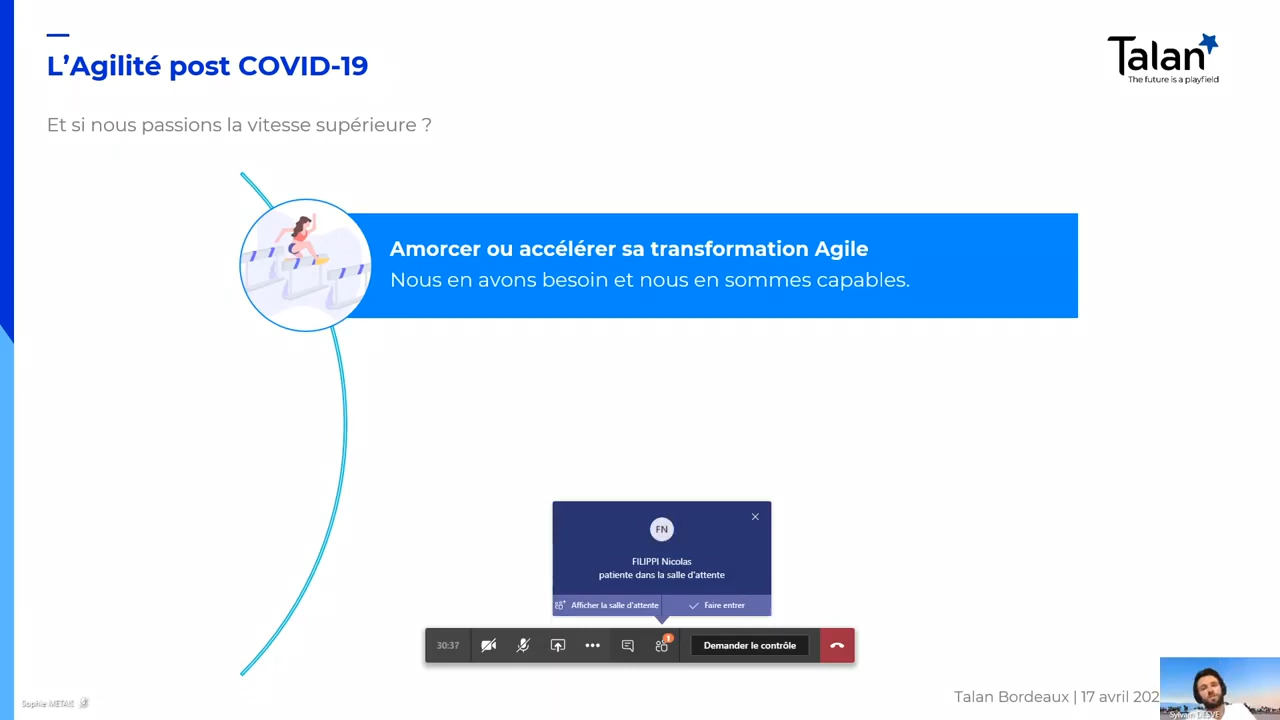 L'Agilité post COVID-19
Talan
The future is a playfield
Et si nous passions la vitesse supérieure ?
Amorcer ou accélérer sa transformation Agile
Nous en avons besoin et nous en sommes capables.
FN
FILIPPI Nicolas
patiente dans la salle d'attente
Afficher la salle d'attente
Faire entrer
30:37
Demander le contrôle
Sophie METAIS
Talan Bordeaux | 17 avril 202
Sylvain